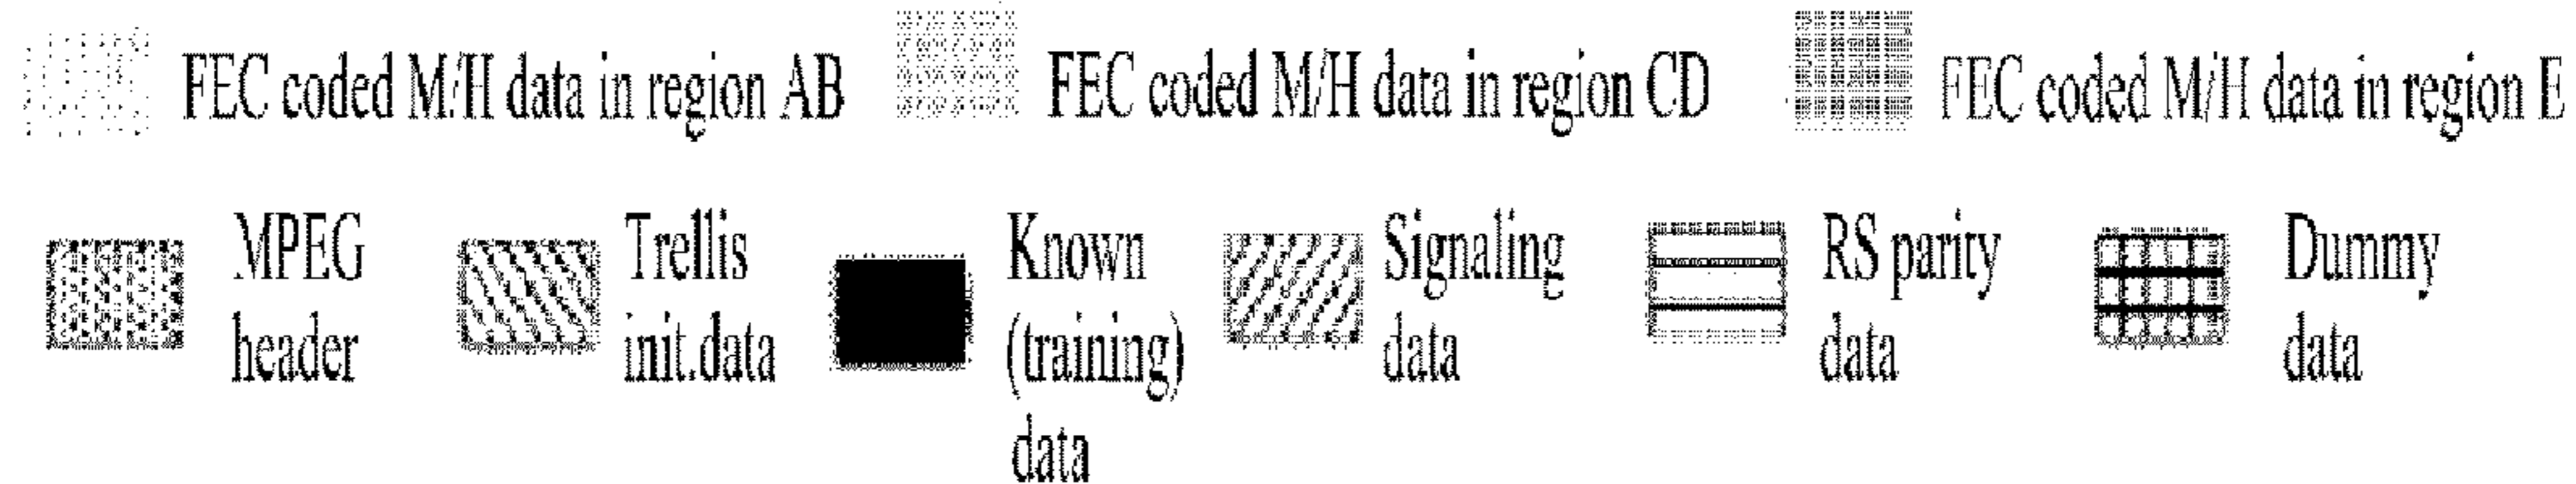 FEC coded M/H data in region AB FEC coded M/H data in region CD FEC coded M/H data in region E
MPEG header
Trellis init.data
Known (training) data
Signaling data
RS parity data
Dummy data